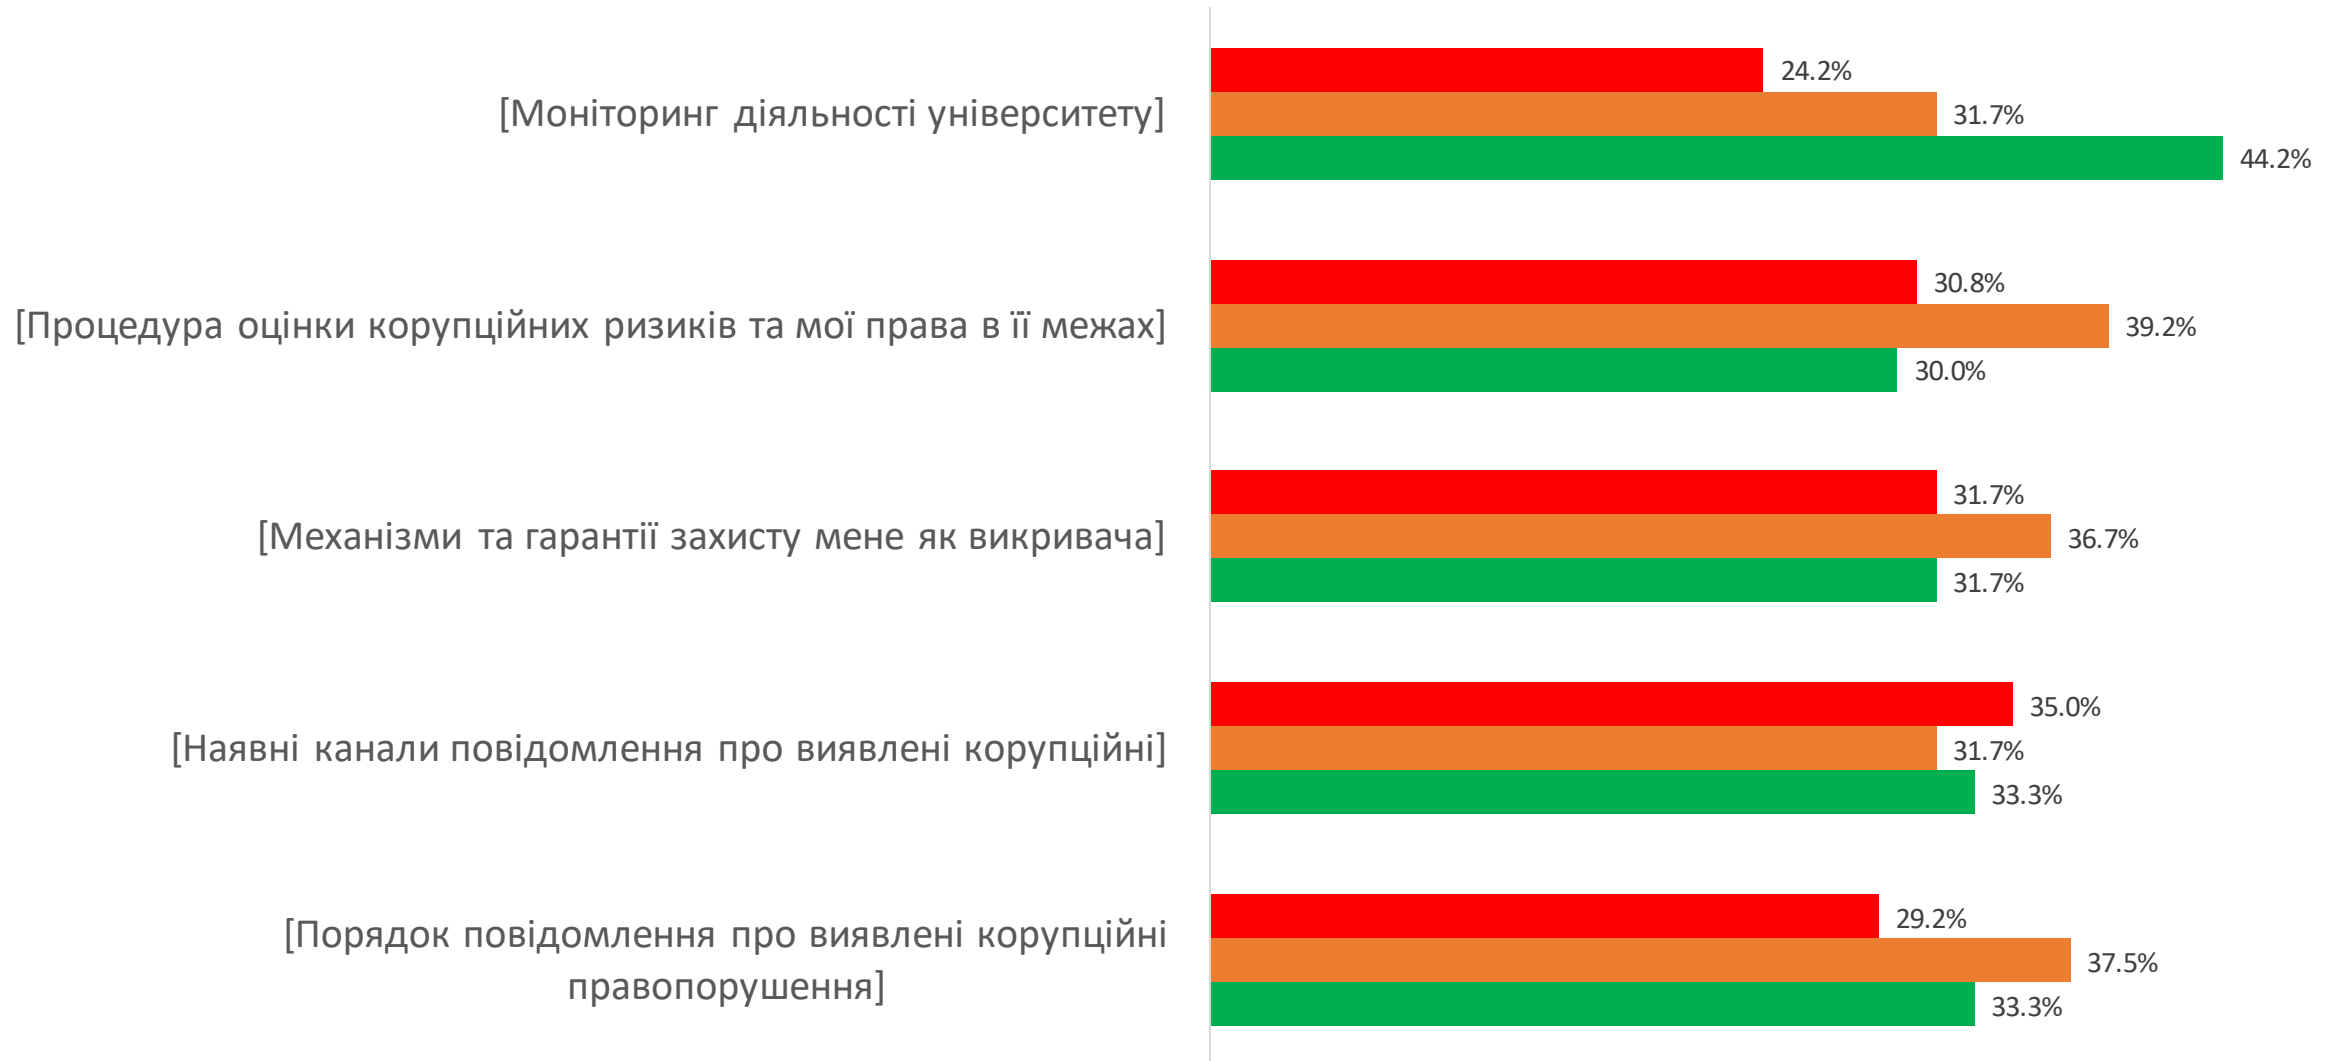 [Моніторинг діяльності університету]
24.2%
31.7%
44.2%
[Процедура оцінки корупційних ризиків та мої права в її межах]
30.8%
39.2%
30.0%
[Механізми та гарантії захисту мене як викривача]
31.7%
36.7%
31.7%
[Наявні канали повідомлення про виявлені корупційні]
35.0%
31.7%
33.3%
[Порядок повідомлення про виявлені корупційні
правопорушення]
29.2%
37.5%
33.3%